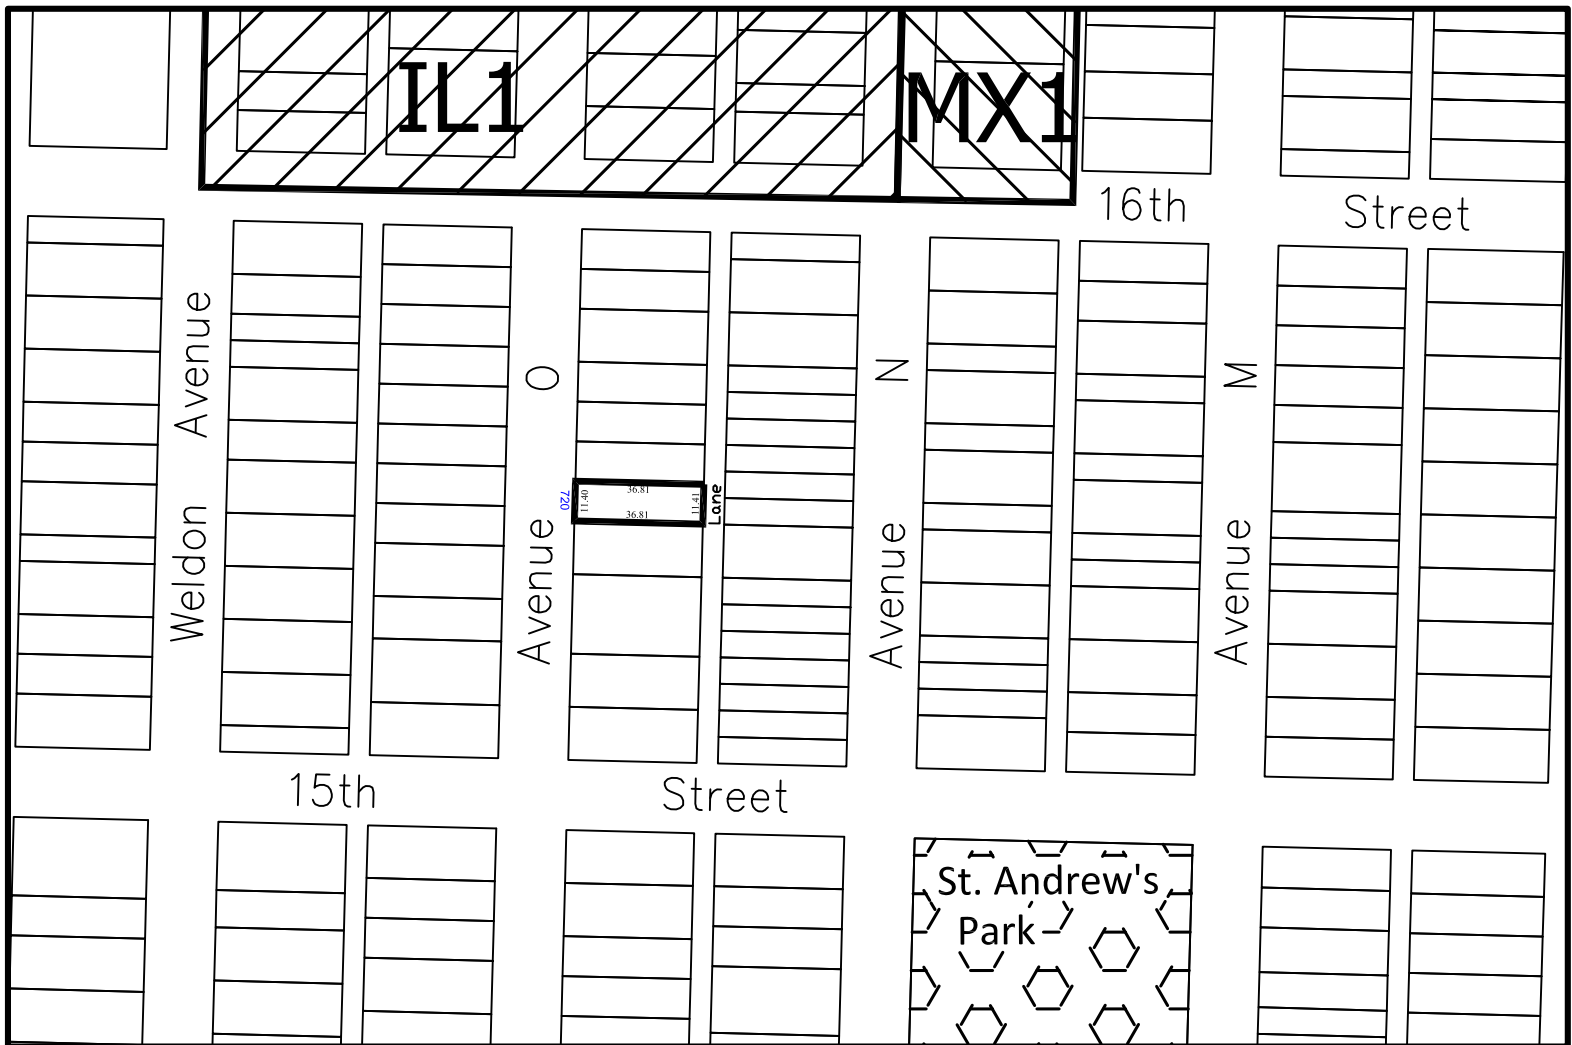 IL1
MX1
16th Street
Weldon Avenue
Avenue O
Avenue N
Avenue M
720
36.81
11.40
11.41
36.81
Lane
15th Street
St. Andrew's
Park